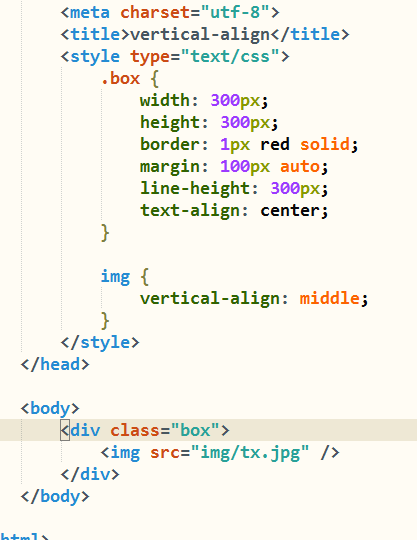 <meta charset="utf-8">
<title>vertical-align</title>
<style type="text/css">
.box {
width: 300px;
height: 300px;
border: 1px red solid;
margin: 100px auto;
line-height: 300px;
text-align: center;
}
img {
vertical-align: middle;
}
</style>
</head>
<body>
<div class="box">
<img src="img/tx.jpg" />
</div>
</body>
html>